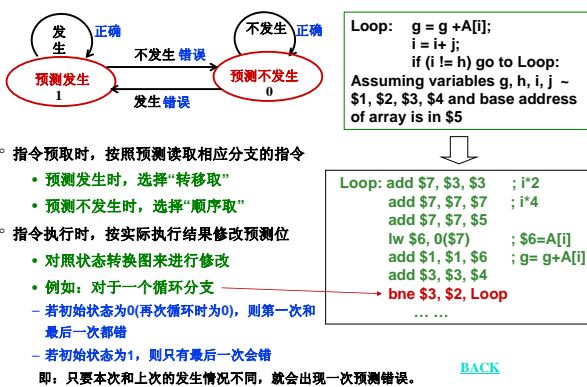 发
生
正确
不发生
正确
不发生 错误
预测发生
1
预测不发生
0
发生 错误
Loop: g = g +A[i];
i = i+ j;
if (i != h) go to Loop:
Assuming variables g, h, i, j ~
$1, $2, $3, $4 and base address
of array is in $5
° 指令预取时，按照预测读取相应分支的指令
• 预测发生时，选择“转移取”
• 预测不发生时，选择“顺序取”
° 指令执行时，按实际执行结果修改预测位
• 对照状态转换图来进行修改
• 例如：对于一个循环分支
– 若初始状态为0(再次循环时为0)，则第一次和
最后一次都错
– 若初始状态为1，则只有最后一次会错
即：只要本次和上次的发生情况不同，就会出现一次预测错误。
Loop: add $7, $3, $3 ; i*2
add $7, $7, $7 ; i*4
add $7, $7, $5
lw $6, 0($7) ; $6=A[i]
add $1, $1, $6 ; g= g+A[i]
add $3, $3, $4
bne $3, $2, Loop
… …
BACK